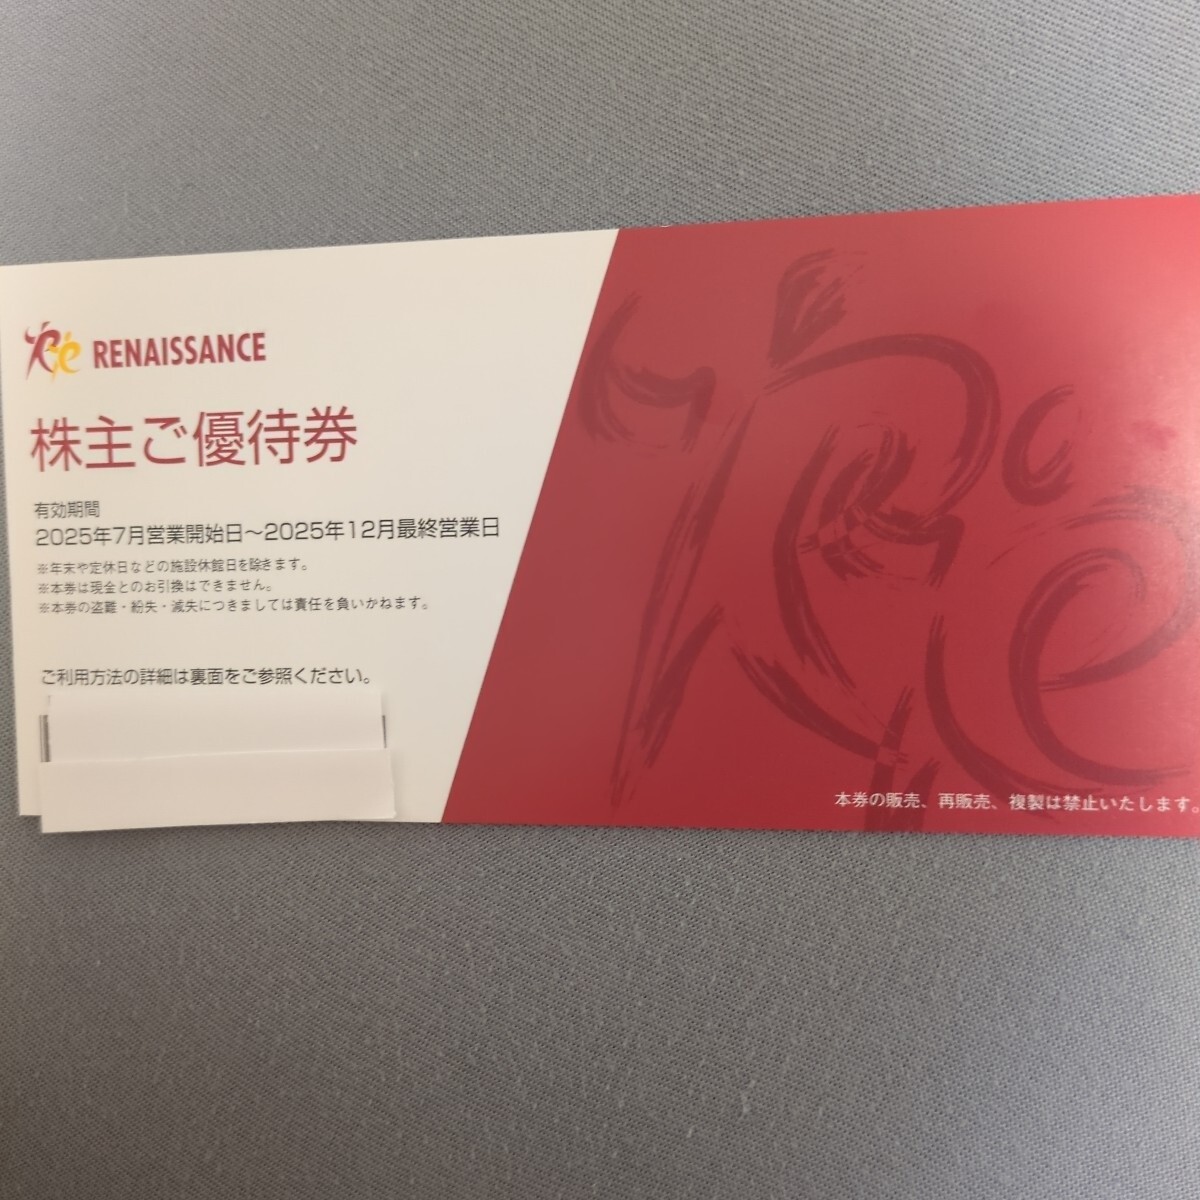 Re RENAISSANCE
株主ご優待券
有効期間
2025年7月営業開始日～2025年12月最終営業日
※年末や定休日などの施設休館日を除きます。
※本券は現金とのお引換はできません。
※本券の盗難・紛失・滅失につきましては責任を負いかねます。
ご利用方法の詳細は裏面をご参照ください。
本券の販売、再販売、複製は禁止いたします。